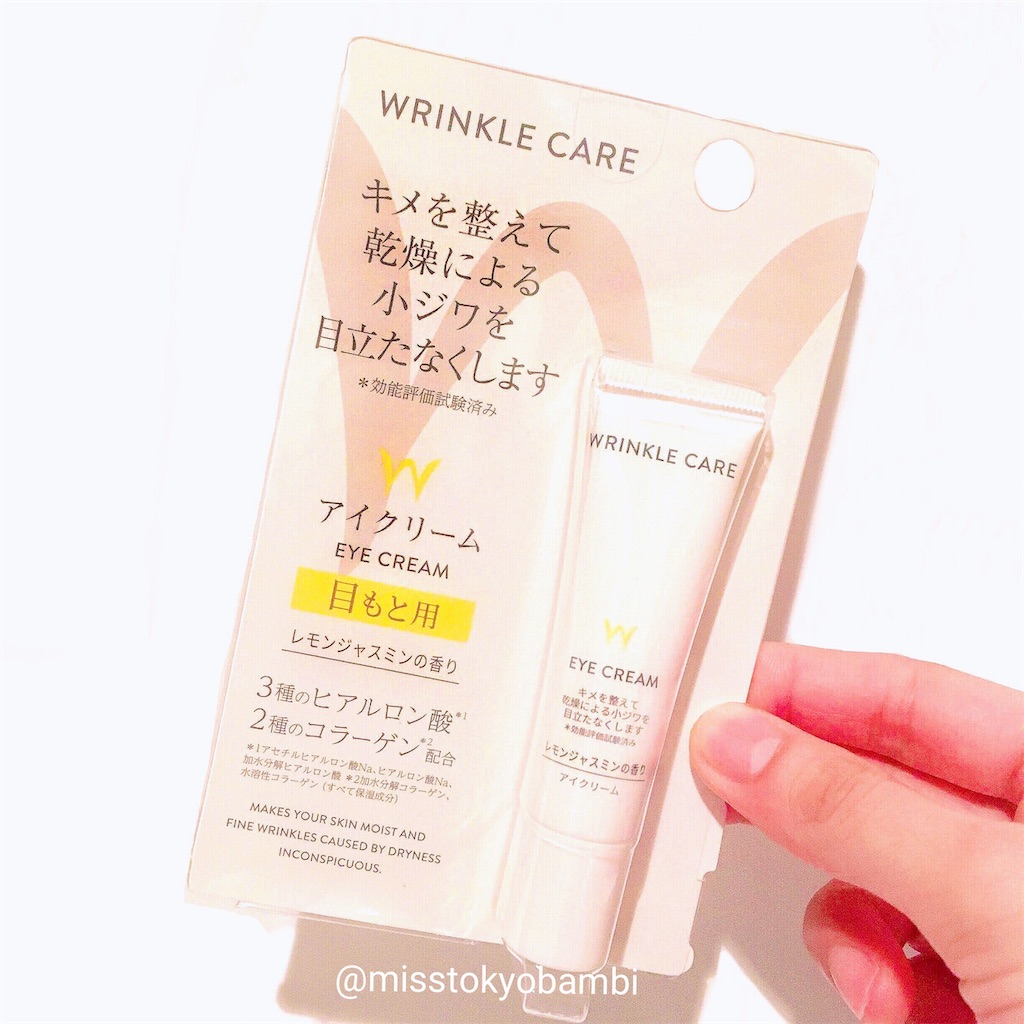 WRINKLE CARE
キメを整えて
乾燥による
小ジワを
目立たなくします
＊効能評価試験済み
W
アイクリーム
EYE CREAM
目もと用
レモンジャスミンの香り
3種のヒアルロン酸＊1
2種のコラーゲン＊2配合
＊1アセチルヒアルロン酸Na、ヒアルロン酸Na、
加水分解ヒアルロン酸 ＊2加水分解コラーゲン、
水溶性コラーゲン (すべて保湿成分)
MAKES YOUR SKIN MOIST AND
FINE WRINKLES CAUSED BY DRYNESS
INCONSPICUOUS.
WRINKLE CARE
W
EYE CREAM
キメを整えて
乾燥による小ジワを
目立たなくします
＊効能評価試験済み
レモンジャスミンの香り
アイクリーム
@misstokyobambi